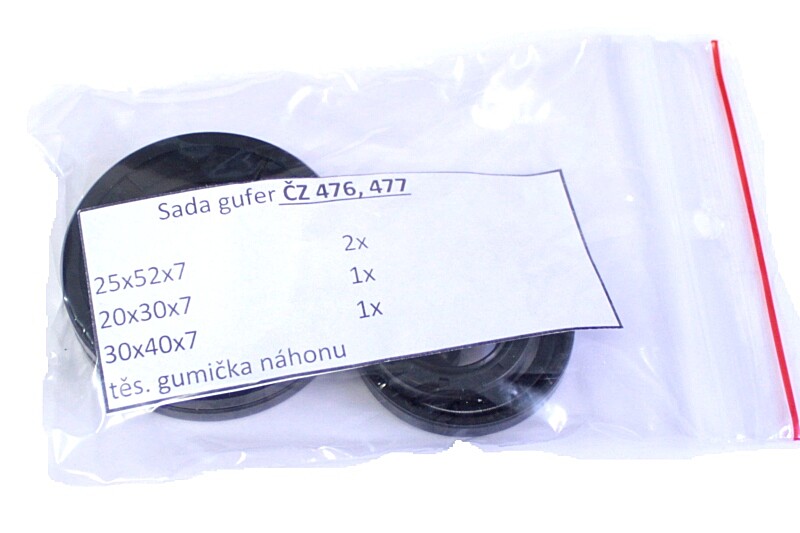 Sada gufer ČZ 476, 477
25x52x7 2x
20x30x7 1x
30x40x7 1x
těs. gumička náhonu